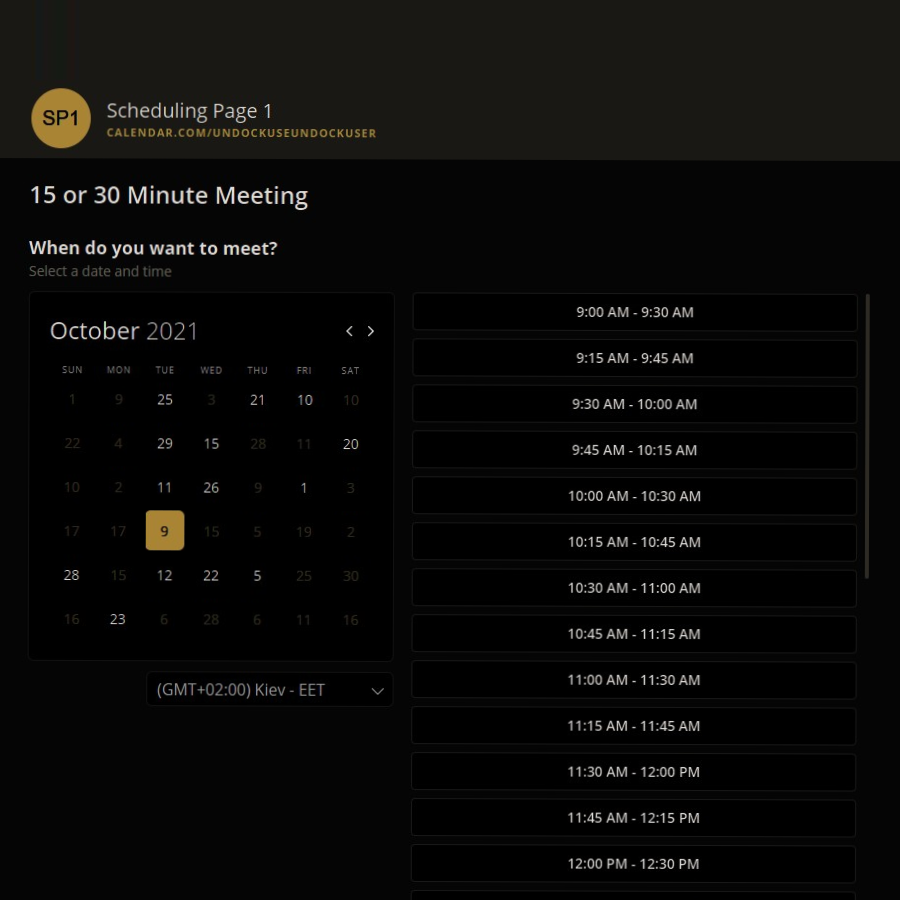 SP1
Scheduling Page 1
CALENDAR.COM/UNDOCKUSEUNDOCKUSER
15 or 30 Minute Meeting
When do you want to meet?
Select a date and time
October 2021
SUN MON TUE WED THU FRI SAT
1 9 25 3 21 10 10
22 4 29 15 28 11 20
10 2 11 26 9 1 3
17 17 9 15 5 19 2
28 15 12 22 5 25 30
16 23 6 28 6 11 16
(GMT+02:00) Kiev - EET
9:00 AM - 9:30 AM
9:15 AM - 9:45 AM
9:30 AM - 10:00 AM
9:45 AM - 10:15 AM
10:00 AM - 10:30 AM
10:15 AM - 10:45 AM
10:30 AM - 11:00 AM
10:45 AM - 11:15 AM
11:00 AM - 11:30 AM
11:15 AM - 11:45 AM
11:30 AM - 12:00 PM
11:45 AM - 12:15 PM
12:00 PM - 12:30 PM